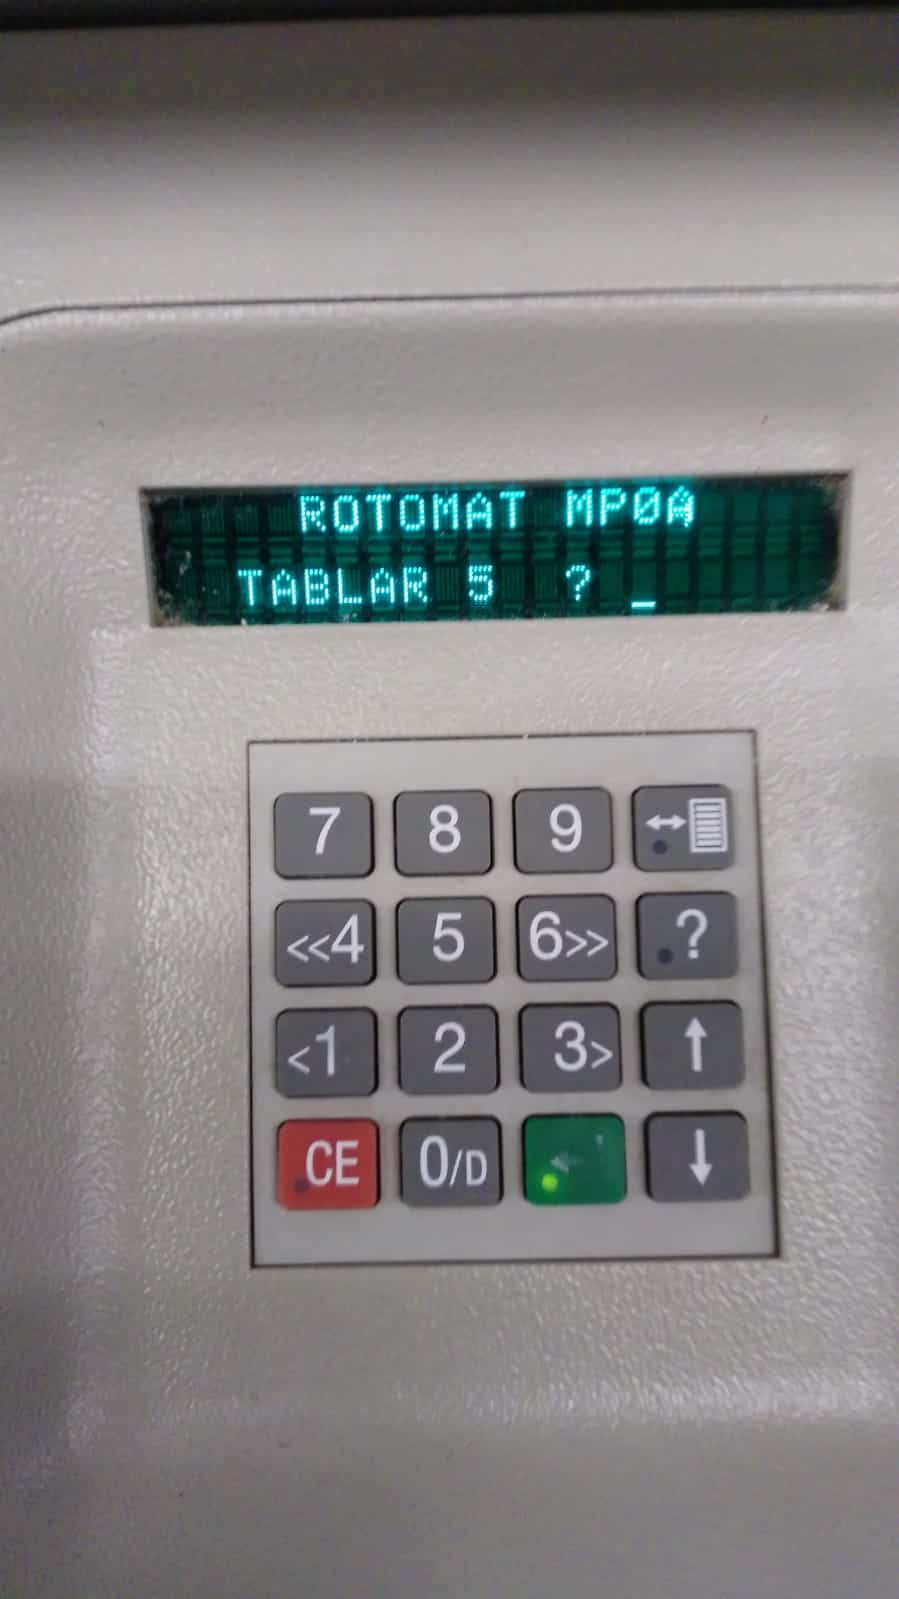 ROTOMAT MP0A
TABLAR 5 ? _
7 8 9 ↔
<<4 5 6>> .?
<1 2 3> ↑
.CE 0/D ← ↓